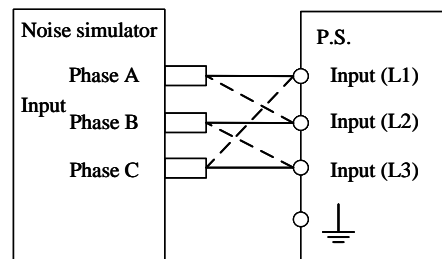 Noise simulator
P.S.
Phase A
Input (L1)
Input
Phase B
Input (L2)
Phase C
Input (L3)